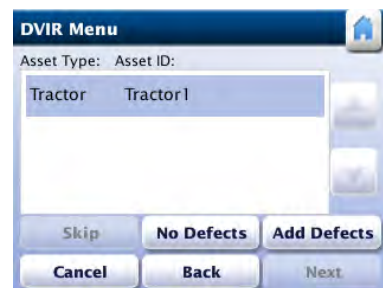 DVIR Menu
Asset Type: Asset ID:
Tractor Tractor1
Skip No Defects Add Defects
Cancel Back Next